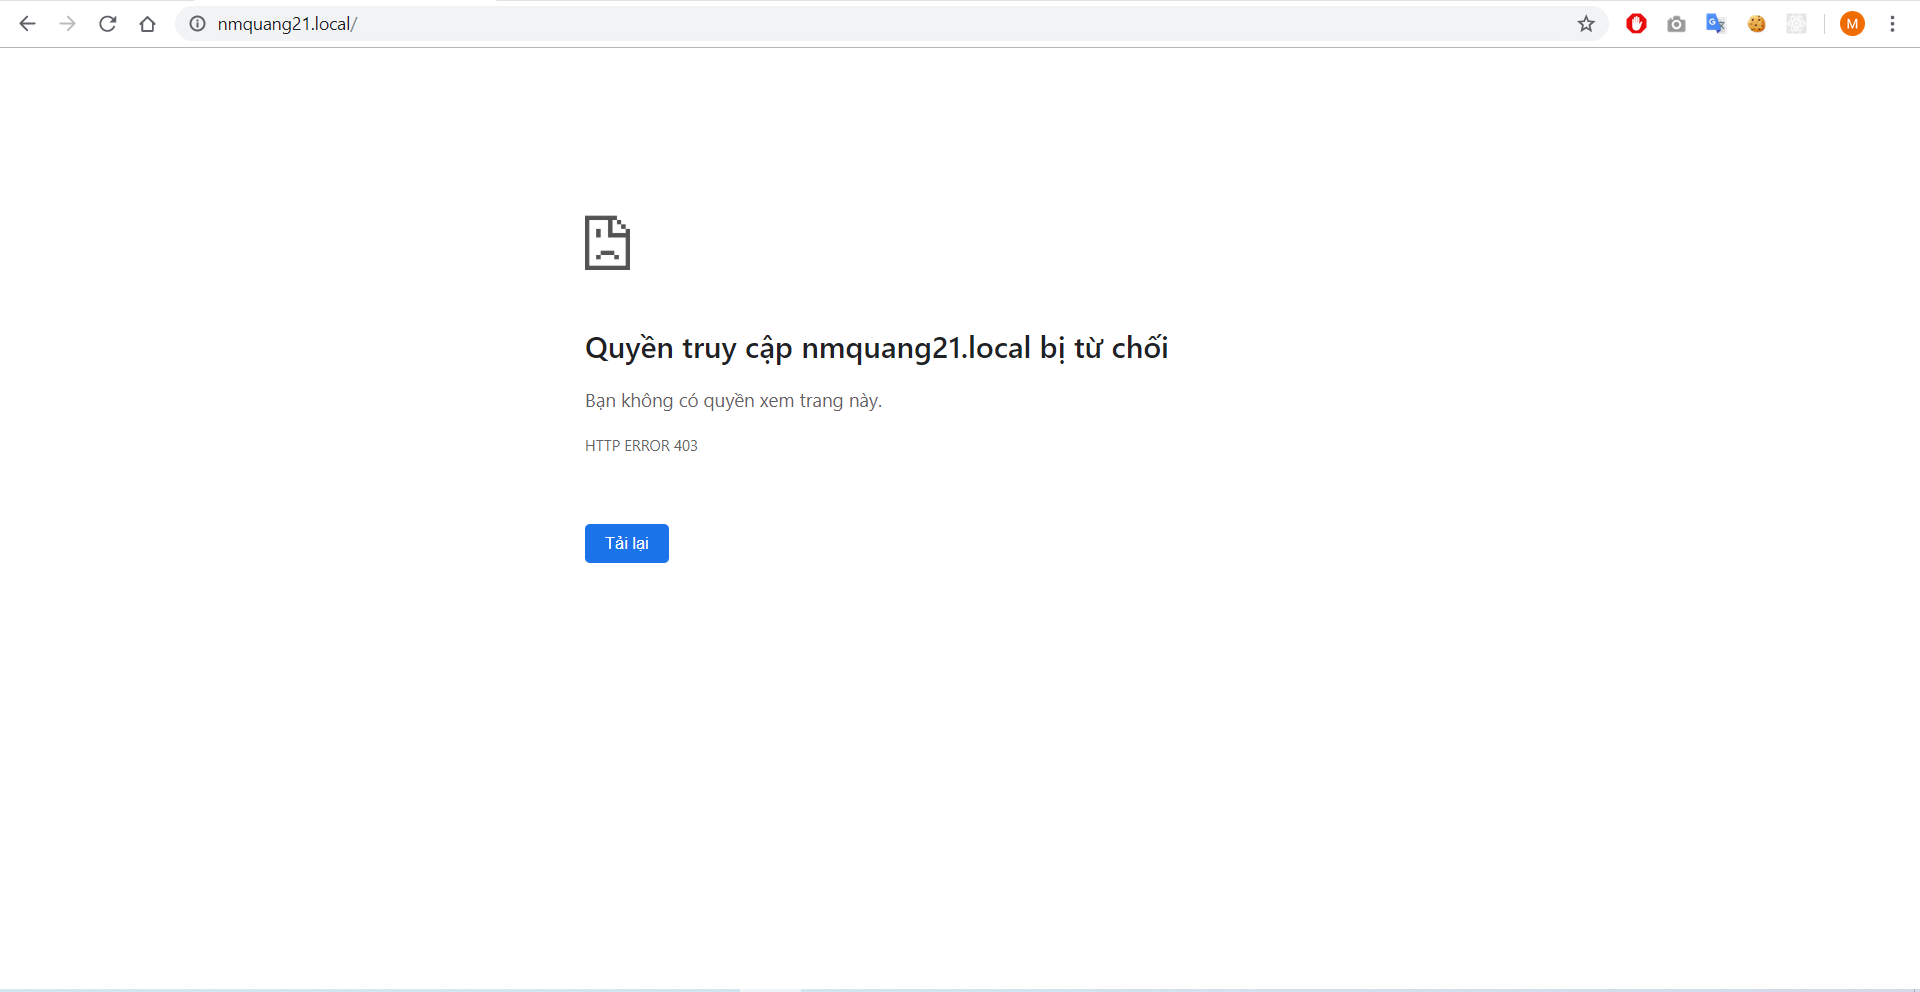 nmquang21.local/
M
Quyền truy cập nmquang21.local bị từ chối
Bạn không có quyền xem trang này.
HTTP ERROR 403
Tải lại